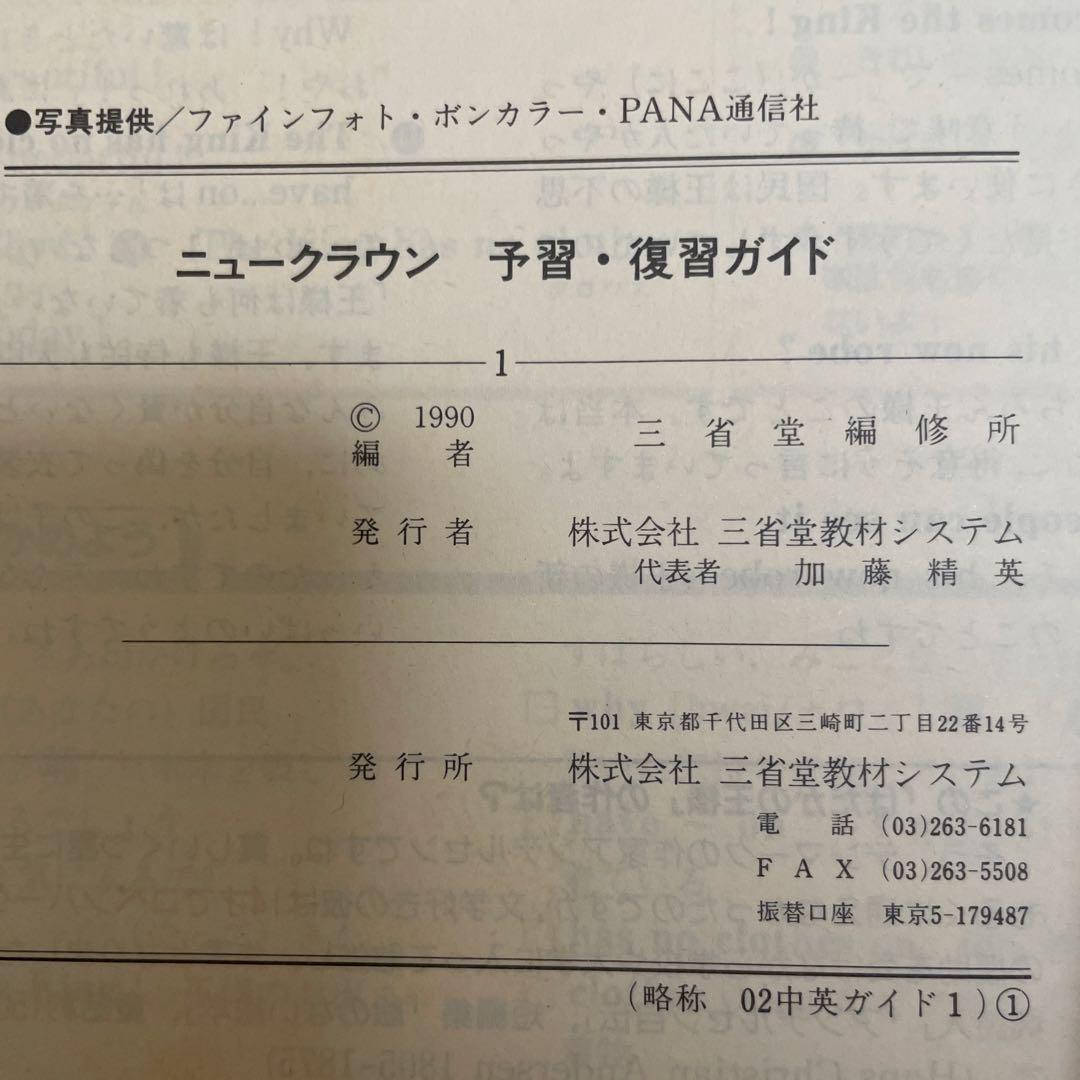 ●写真提供/ファインフォト・ボンカラー・PANA通信社
ニュークラウン 予習・復習ガイド
1
© 1990
編者 三省堂編修所
発行者 株式会社 三省堂教材システム
代表者 加藤精英
〒101 東京都千代田区三崎町二丁目22番14号
発行所 株式会社 三省堂教材システム
電話 (03)263-6181
FAX (03)263-5508
振替口座 東京5-179487
(略称 02中英ガイド1)①